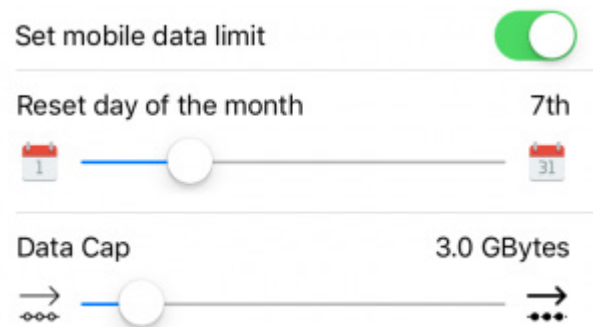 Set mobile data limit
Reset day of the month 7th
1 31
Data Cap 3.0 GBytes